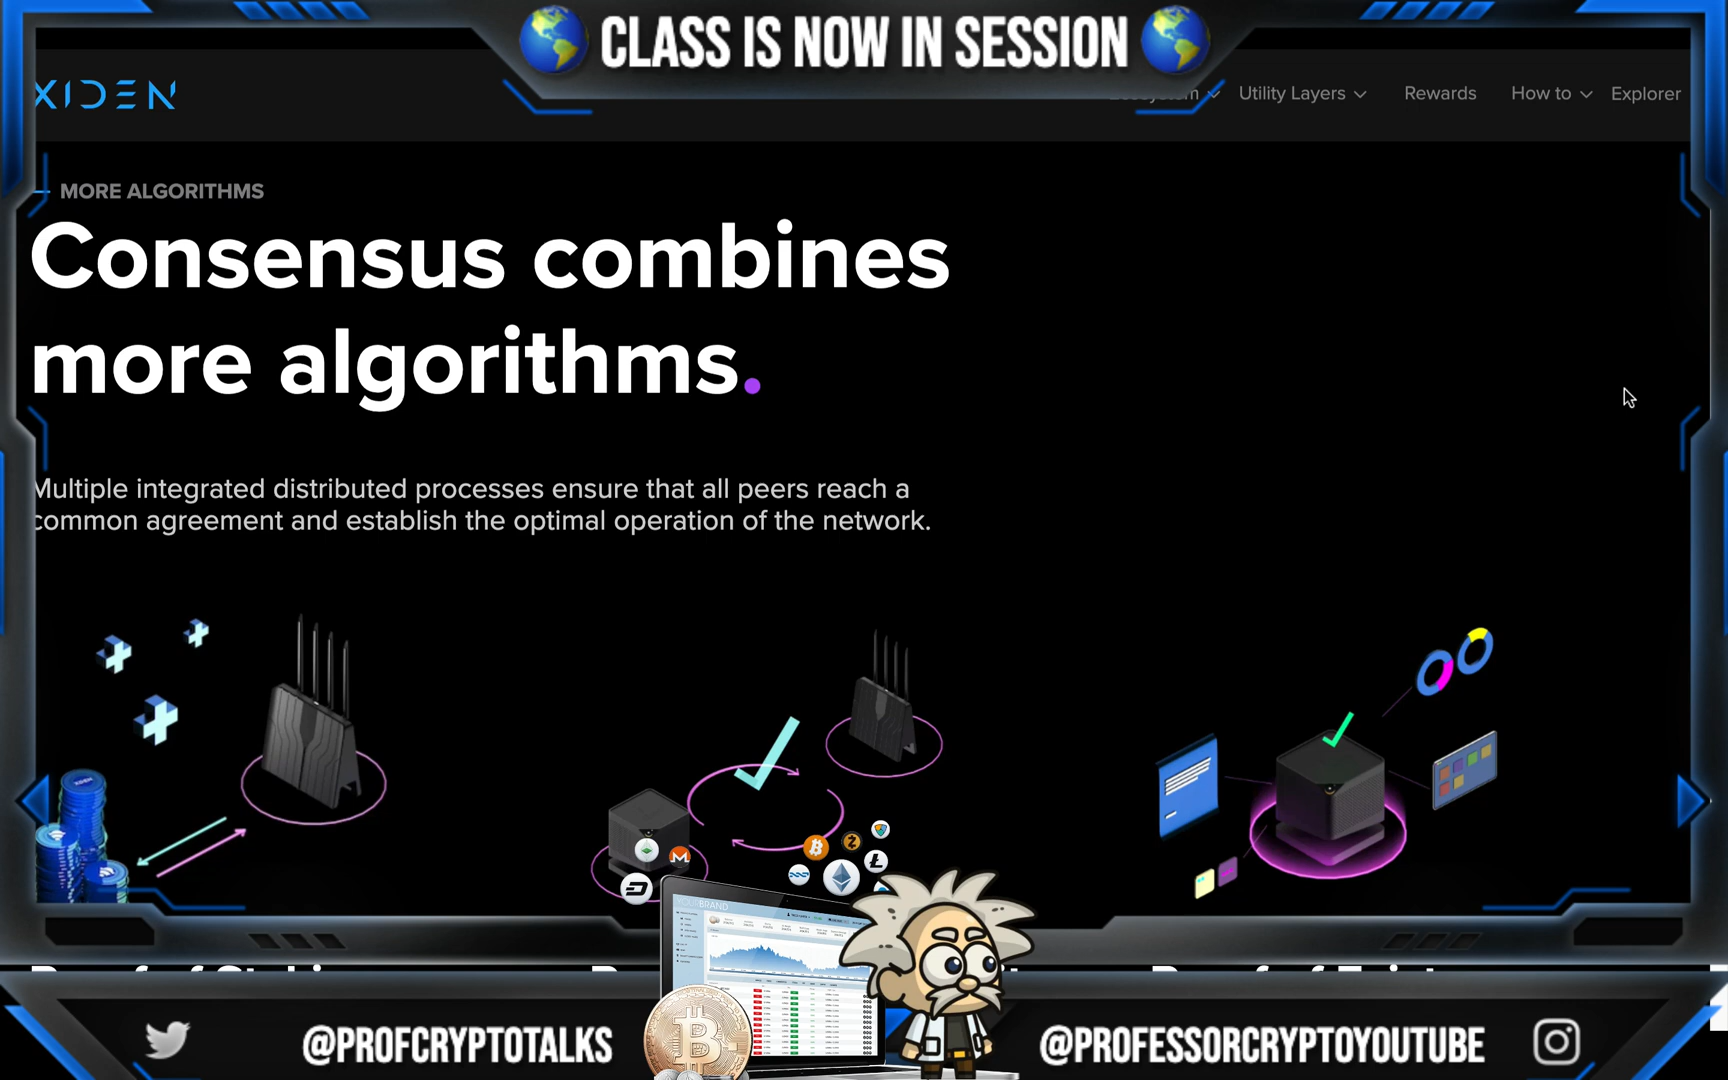 CLASS IS NOW IN SESSION
XIDEN
Ecosystem
Utility Layers
Rewards
How to
Explorer
MORE ALGORITHMS
Consensus combines
more algorithms.
Multiple integrated distributed processes ensure that all peers reach a
common agreement and establish the optimal operation of the network.
YOURBRAND
@PROFCRYPTOTALKS
@PROFESSORCRYPTOYOUTUBE